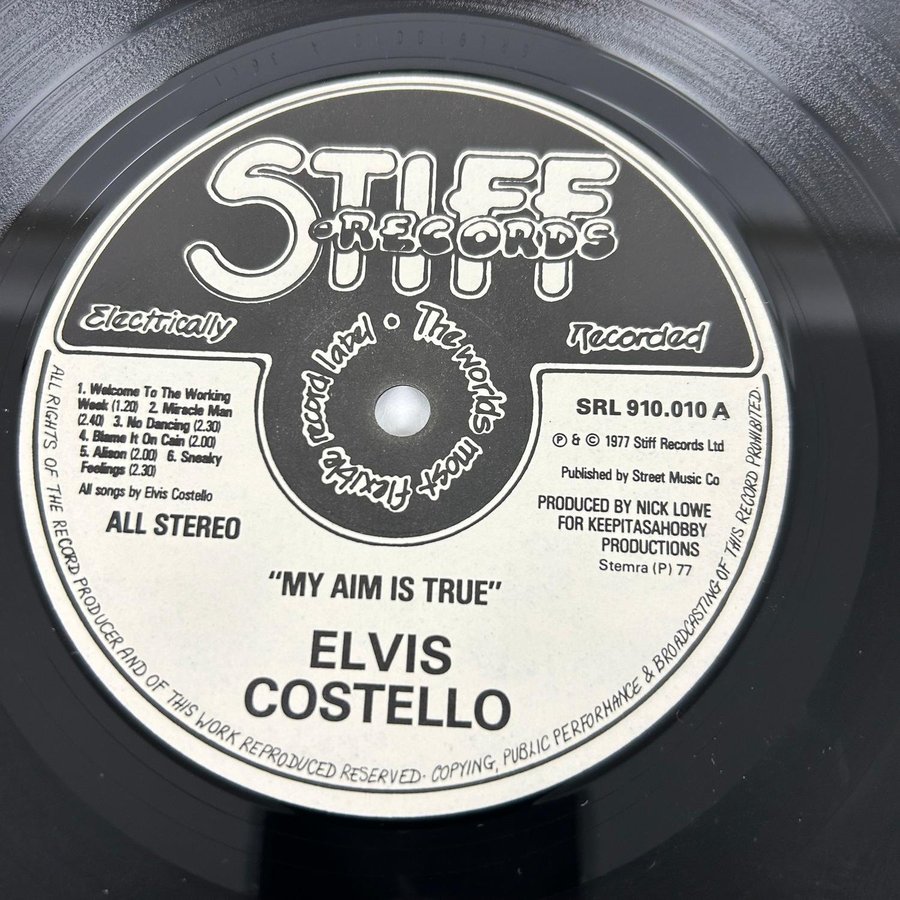 STIFF
RECORDS
Electrically
Recorded
The worlds most flexible record label
1. Welcome To The Working
Week (1.20) 2. Miracle Man
(2.40) 3. No Dancing (2.30)
4. Blame It On Cain (2.00)
5. Alison (2.00) 6. Sneaky
Feelings (2.30)
All songs by Elvis Costello
ALL STEREO
SRL 910.010 A
℗ & © 1977 Stiff Records Ltd
Published by Street Music Co
PRODUCED BY NICK LOWE
FOR KEEPITASAHOBBY
PRODUCTIONS
Stemra (P) 77
"MY AIM IS TRUE"
ELVIS
COSTELLO
ALL RIGHTS OF THE RECORD PRODUCER AND OF THIS WORK REPRODUCED RESERVED. COPYING, PUBLIC PERFORMANCE & BROADCASTING OF THIS RECORD PROHIBITED.